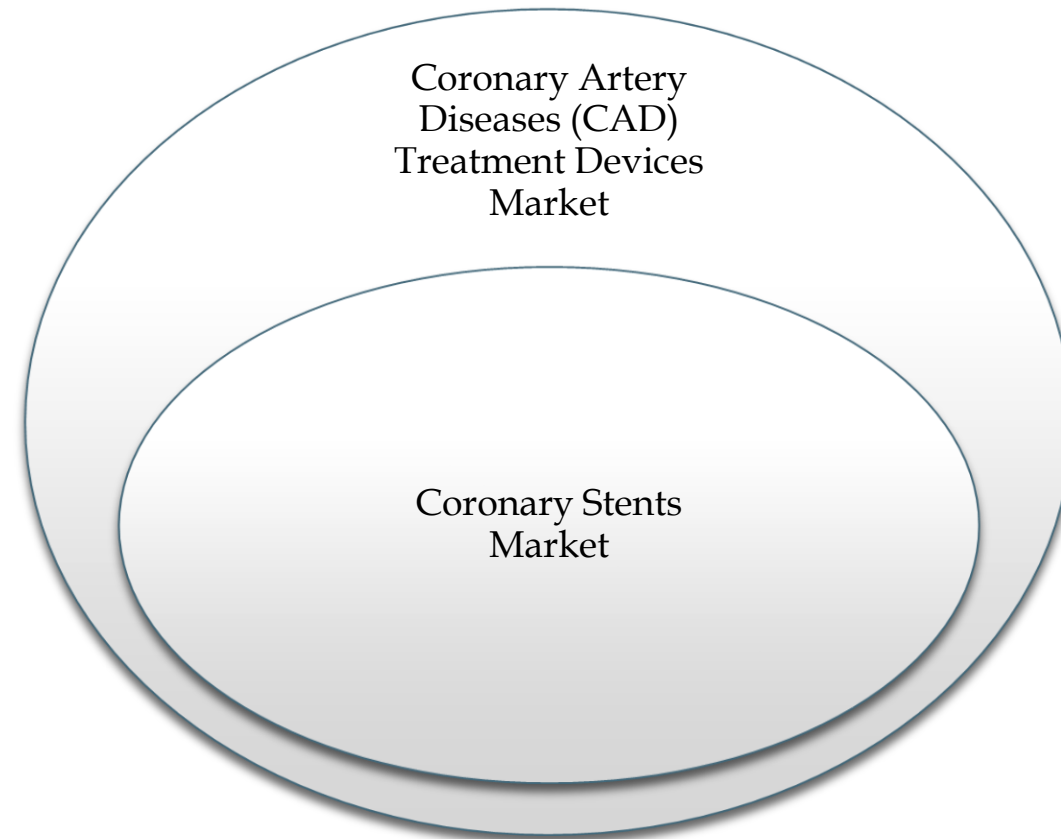 Coronary Artery
Diseases (CAD)
Treatment Devices
Market
Coronary Stents
Market